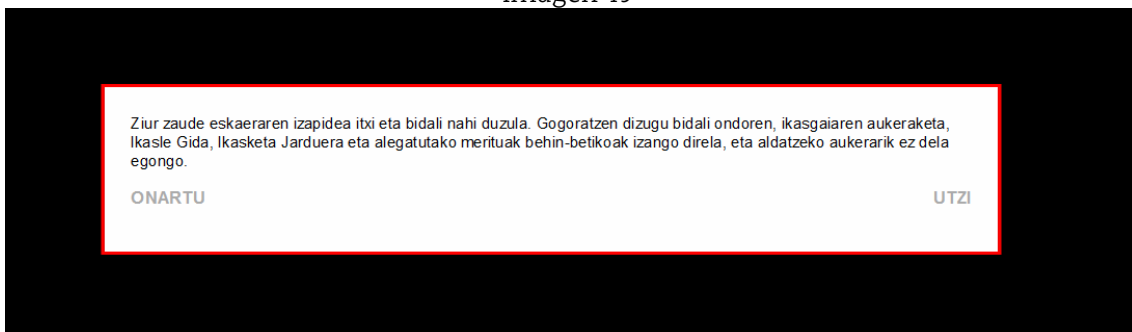 Ziur zaude eskaeraren izapidea itxi eta bidali nahi duzula. Gogoratzen dizugu bidali ondoren, ikasgaiaren aukeraketa,
Ikasle Gida, Ikasketa Jarduera eta alegatutako merituak behin-betikoak izango direla, eta aldatzeko aukerarik ez dela
egongo.
ONARTU UTZI